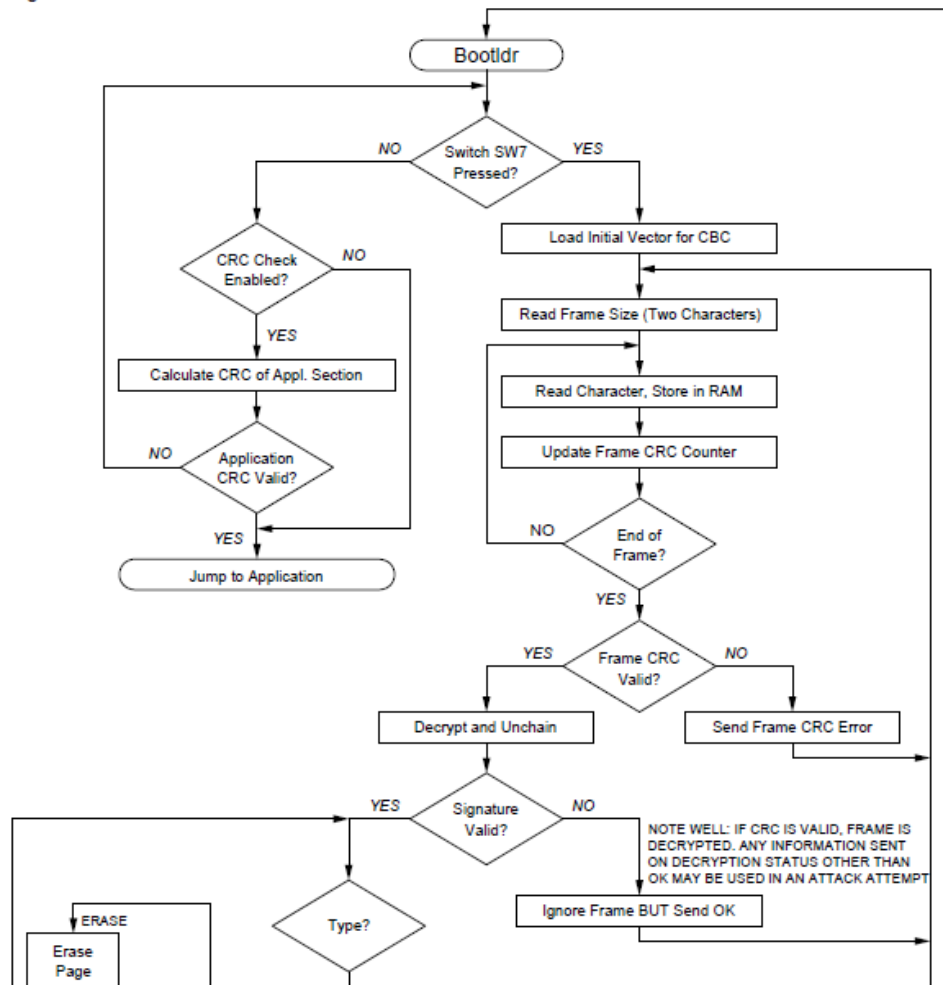 Bootldr
Switch SW7
Pressed?
NO
YES
Load Initial Vector for CBC
CRC Check
Enabled?
NO
YES
Read Frame Size (Two Characters)
Calculate CRC of Appl. Section
Read Character, Store in RAM
Update Frame CRC Counter
NO
Application
CRC Valid?
YES
NO
End of
Frame?
Jump to Application
YES
YES
Frame CRC
Valid?
NO
Decrypt and Unchain
Send Frame CRC Error
YES
Signature
Valid?
NO
NOTE WELL: IF CRC IS VALID, FRAME IS
DECRYPTED. ANY INFORMATION SENT
ON DECRYPTION STATUS OTHER THAN
OK MAY BE USED IN AN ATTACK ATTEMPT
Ignore Frame BUT Send OK
Type?
ERASE
Erase
Page